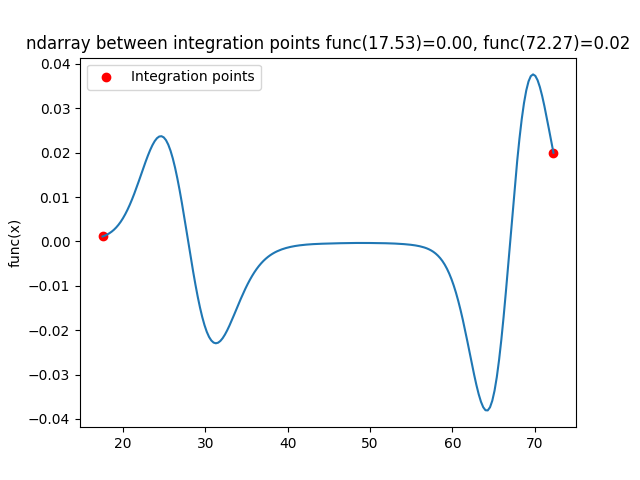 ndarray between integration points func(17.53)=0.00, func(72.27)=0.02
Integration points
func(x)
0.04
0.03
0.02
0.01
0.00
−0.01
−0.02
−0.03
−0.04
20 30 40 50 60 70